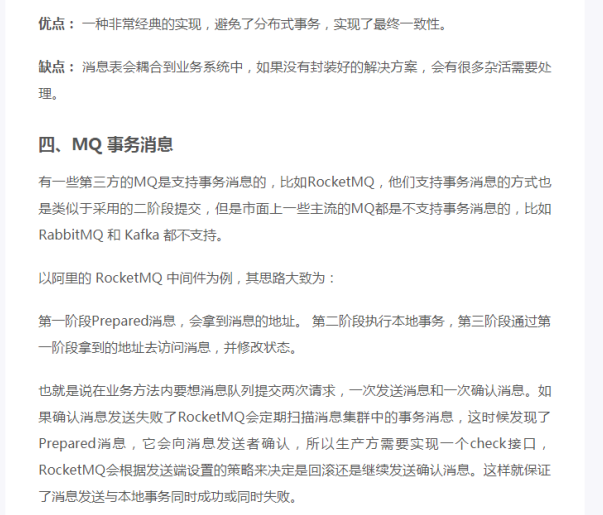 优点： 一种非常经典的实现，避免了分布式事务，实现了最终一致性。
缺点： 消息表会耦合到业务系统中，如果没有封装好的解决方案，会有很多杂活需要处
理。
四、MQ 事务消息
有一些第三方的MQ是支持事务消息的，比如RocketMQ，他们支持事务消息的方式也
是类似于采用的二阶段提交，但是市面上一些主流的MQ都是不支持事务消息的，比如
RabbitMQ 和 Kafka 都不支持。
以阿里的 RocketMQ 中间件为例，其思路大致为：
第一阶段Prepared消息，会拿到消息的地址。 第二阶段执行本地事务，第三阶段通过第
一阶段拿到的地址去访问消息，并修改状态。
也就是说在业务方法内要想消息队列提交两次请求，一次发送消息和一次确认消息。如
果确认消息发送失败了RocketMQ会定期扫描消息集群中的事务消息，这时候发现了
Prepared消息，它会向消息发送者确认，所以生产方需要实现一个check接口，
RocketMQ会根据发送端设置的策略来决定是回滚还是继续发送确认消息。这样就保证
了消息发送与本地事务同时成功或同时失败。